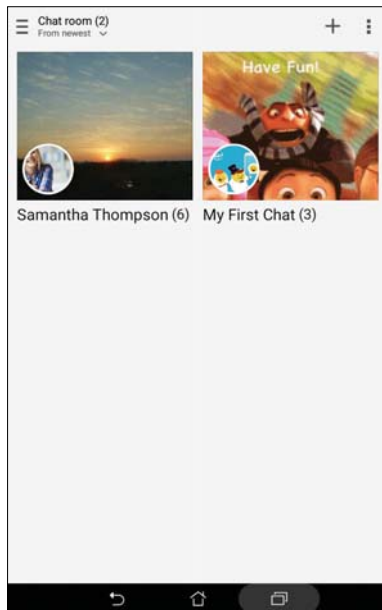 Chat room (2)
From newest
Have Fun!
Samantha Thompson (6)
My First Chat (3)